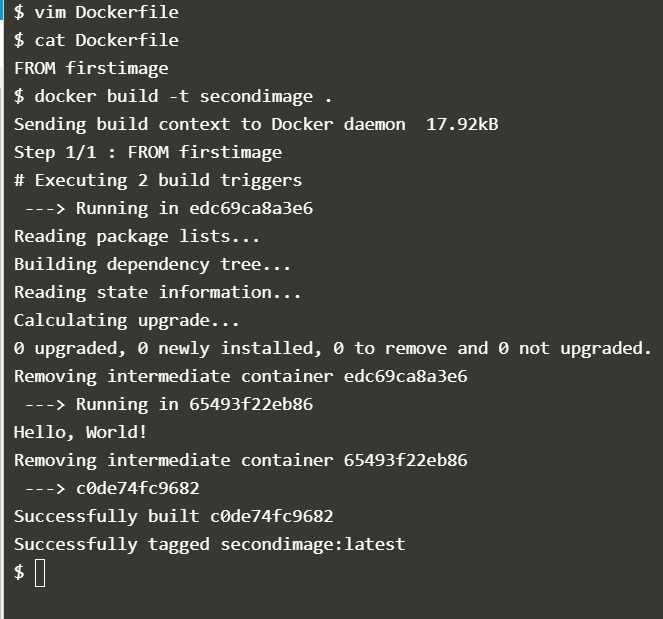 $ vim Dockerfile
$ cat Dockerfile
FROM firstimage
$ docker build -t secondimage .
Sending build context to Docker daemon  17.92kB
Step 1/1 : FROM firstimage
# Executing 2 build triggers
 ---> Running in edc69ca8a3e6
Reading package lists...
Building dependency tree...
Reading state information...
Calculating upgrade...
0 upgraded, 0 newly installed, 0 to remove and 0 not upgraded.
Removing intermediate container edc69ca8a3e6
 ---> Running in 65493f22eb86
Hello, World!
Removing intermediate container 65493f22eb86
 ---> c0de74fc9682
Successfully built c0de74fc9682
Successfully tagged secondimage:latest
$